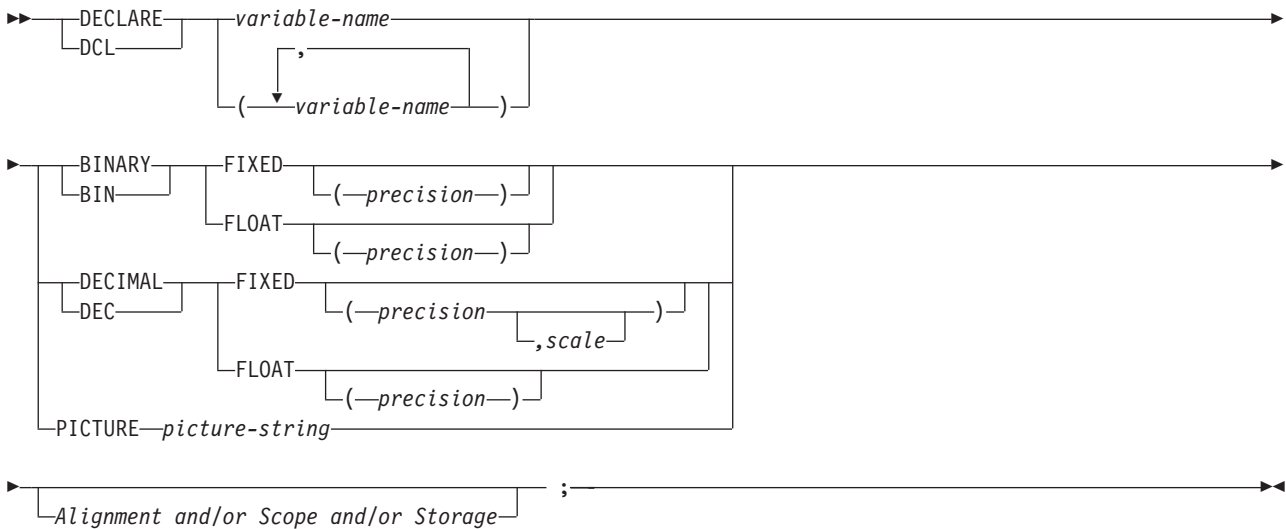 DECLARE variable-name
DCL ,
( variable-name )
BINARY FIXED
BIN ( precision )
FLOAT
( precision )
DECIMAL FIXED
DEC ( precision )
,scale
FLOAT
( precision )
PICTURE picture-string
;
Alignment and/or Scope and/or Storage